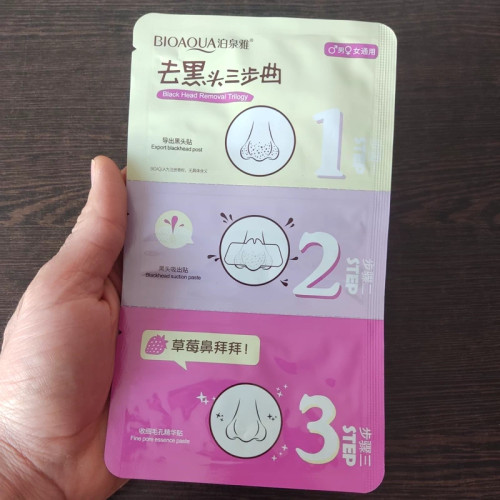 BIOAQUA泊泉雅®
♂男♀女通用
去黑头三步曲
Black Head Removal Trilogy
导出黑头贴
Export blackhead post
1
STEP
黑头吸出贴
Blackhead suction paste
2
步骤二
STEP
草莓鼻拜拜!
收缩毛孔精华贴
Fine pore essence paste
3
步骤三
STEP